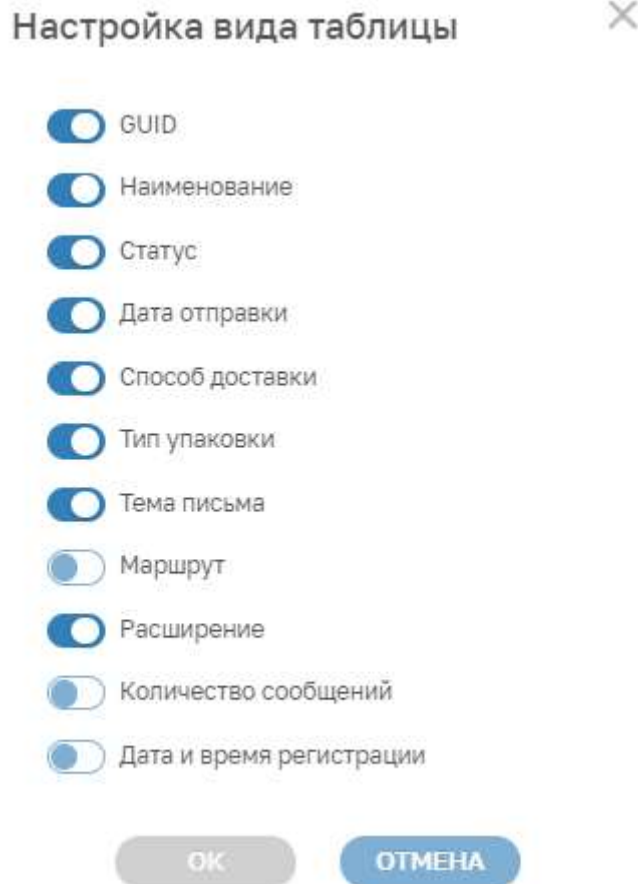 Настройка вида таблицы
GUID
Наименование
Статус
Дата отправки
Способ доставки
Тип упаковки
Тема письма
Маршрут
Расширение
Количество сообщений
Дата и время регистрации
ОК ОТМЕНА